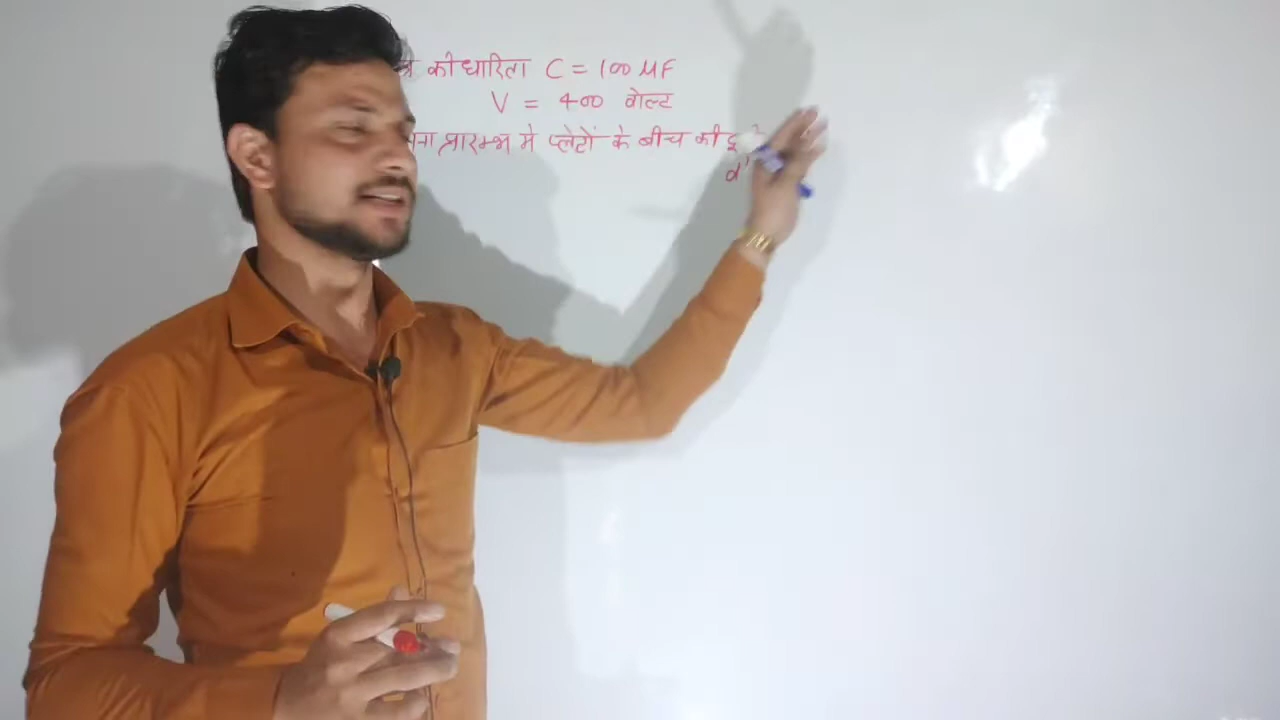 की धारिता C = 100 μF
V = 400 वोल्ट
प्रारम्भ मे प्लेटों के बीच की
d'